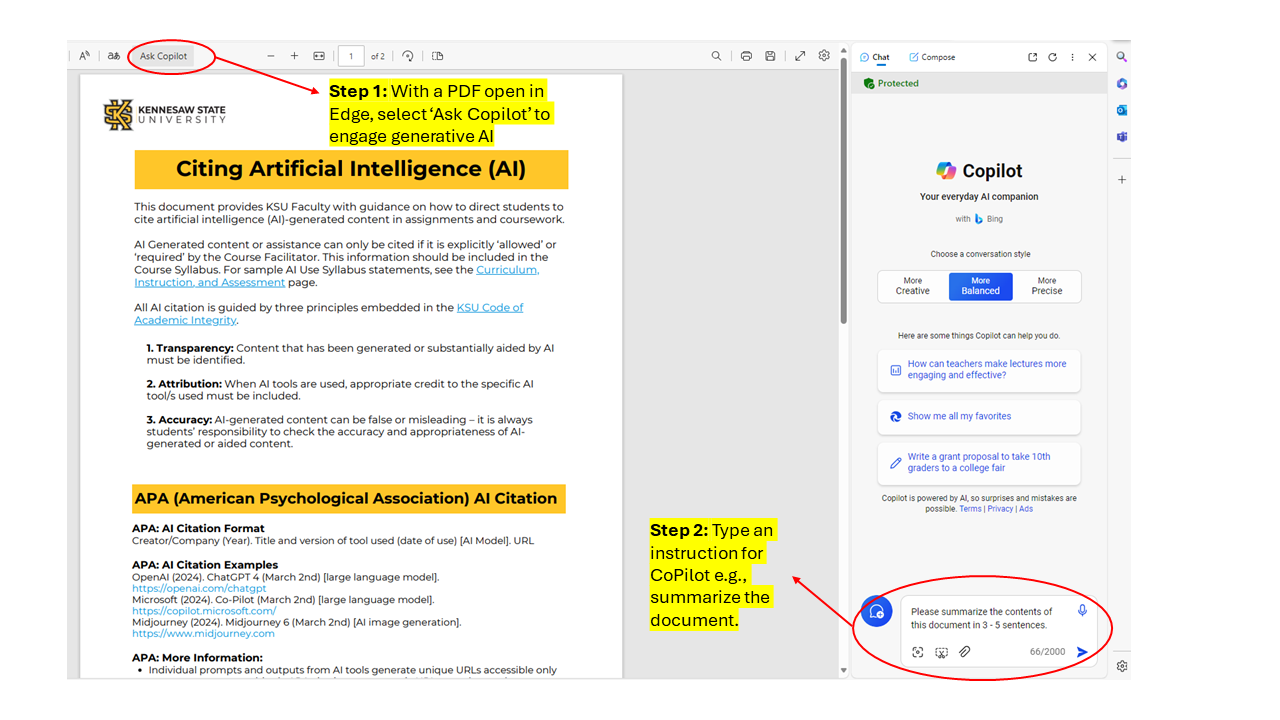 Ask Copilot
1
of 2
Step 1: With a PDF open in
Edge, select ‘Ask Copilot’ to
engage generative AI
KENNESAW STATE
UNIVERSITY
Citing Artificial Intelligence (AI)
This document provides KSU Faculty with guidance on how to direct students to
cite artificial intelligence (AI)-generated content in assignments and coursework.
AI Generated content or assistance can only be cited if it is explicitly ‘allowed’ or
‘required’ by the Course Facilitator. This information should be included in the
Course Syllabus. For sample AI Use Syllabus statements, see the Curriculum,
Instruction, and Assessment page.
All AI citation is guided by three principles embedded in the KSU Code of
Academic Integrity.
1. Transparency: Content that has been generated or substantially aided by AI
must be identified.
2. Attribution: When AI tools are used, appropriate credit to the specific AI
tool/s used must be included.
3. Accuracy: AI-generated content can be false or misleading – it is always
students’ responsibility to check the accuracy and appropriateness of AI-
generated or aided content.
APA (American Psychological Association) AI Citation
APA: AI Citation Format
Creator/Company (Year). Title and version of tool used (date of use) [AI Model]. URL
APA: AI Citation Examples
OpenAI (2024). ChatGPT 4 (March 2nd) [large language model].
https://openai.com/chatgpt
Microsoft (2024). Co-Pilot (March 2nd) [large language model].
https://copilot.microsoft.com/
Midjourney (2024). Midjourney 6 (March 2nd) [AI image generation].
https://www.midjourney.com
APA: More Information:
• Individual prompts and outputs from AI tools generate unique URLs accessible only
Step 2: Type an
instruction for
CoPilot e.g.,
summarize the
document.
Chat
Compose
Protected
Copilot
Your everyday AI companion
with Bing
Choose a conversation style
More
Creative
More
Balanced
More
Precise
Here are some things Copilot can help you do.
How can teachers make lectures more
engaging and effective?
Show me all my favorites
Write a grant proposal to take 10th
graders to a college fair
Copilot is powered by AI, so surprises and mistakes are
possible. Terms | Privacy | Ads
Please summarize the contents of
this document in 3 - 5 sentences.
66/2000